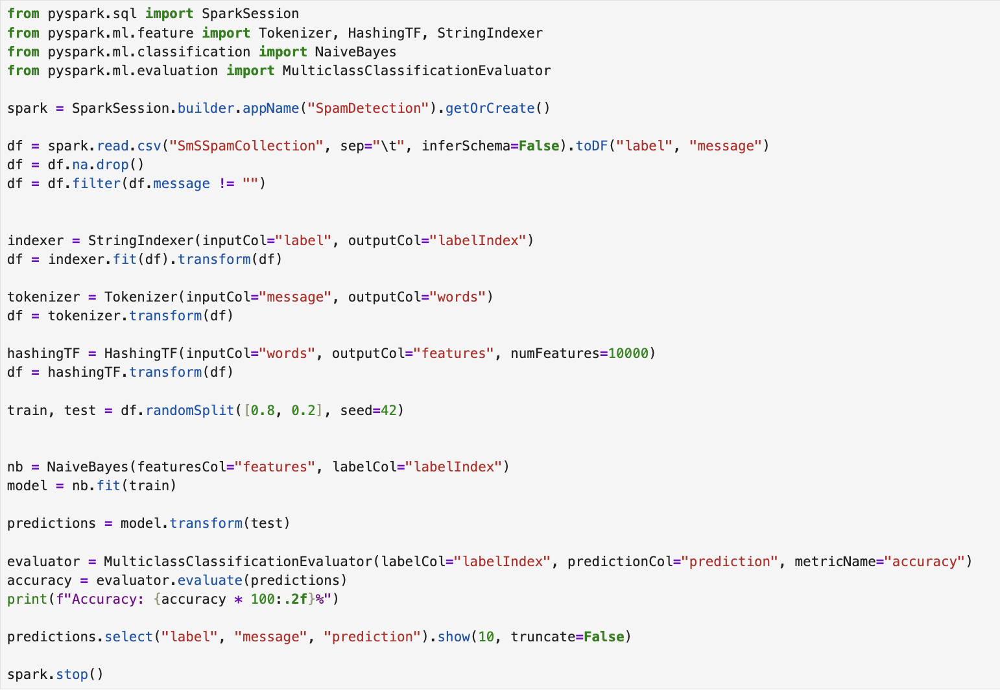 from pyspark.sql import SparkSession
from pyspark.ml.feature import Tokenizer, HashingTF, StringIndexer
from pyspark.ml.classification import NaiveBayes
from pyspark.ml.evaluation import MulticlassClassificationEvaluator

spark = SparkSession.builder.appName("SpamDetection").getOrCreate()

df = spark.read.csv("SmSSpamCollection", sep="\t", inferSchema=False).toDF("label", "message")
df = df.na.drop()
df = df.filter(df.message != "")


indexer = StringIndexer(inputCol="label", outputCol="labelIndex")
df = indexer.fit(df).transform(df)

tokenizer = Tokenizer(inputCol="message", outputCol="words")
df = tokenizer.transform(df)

hashingTF = HashingTF(inputCol="words", outputCol="features", numFeatures=10000)
df = hashingTF.transform(df)

train, test = df.randomSplit([0.8, 0.2], seed=42)


nb = NaiveBayes(featuresCol="features", labelCol="labelIndex")
model = nb.fit(train)

predictions = model.transform(test)

evaluator = MulticlassClassificationEvaluator(labelCol="labelIndex", predictionCol="prediction", metricName="accuracy")
accuracy = evaluator.evaluate(predictions)
print(f"Accuracy: {accuracy * 100:.2f}%")

predictions.select("label", "message", "prediction").show(10, truncate=False)

spark.stop()